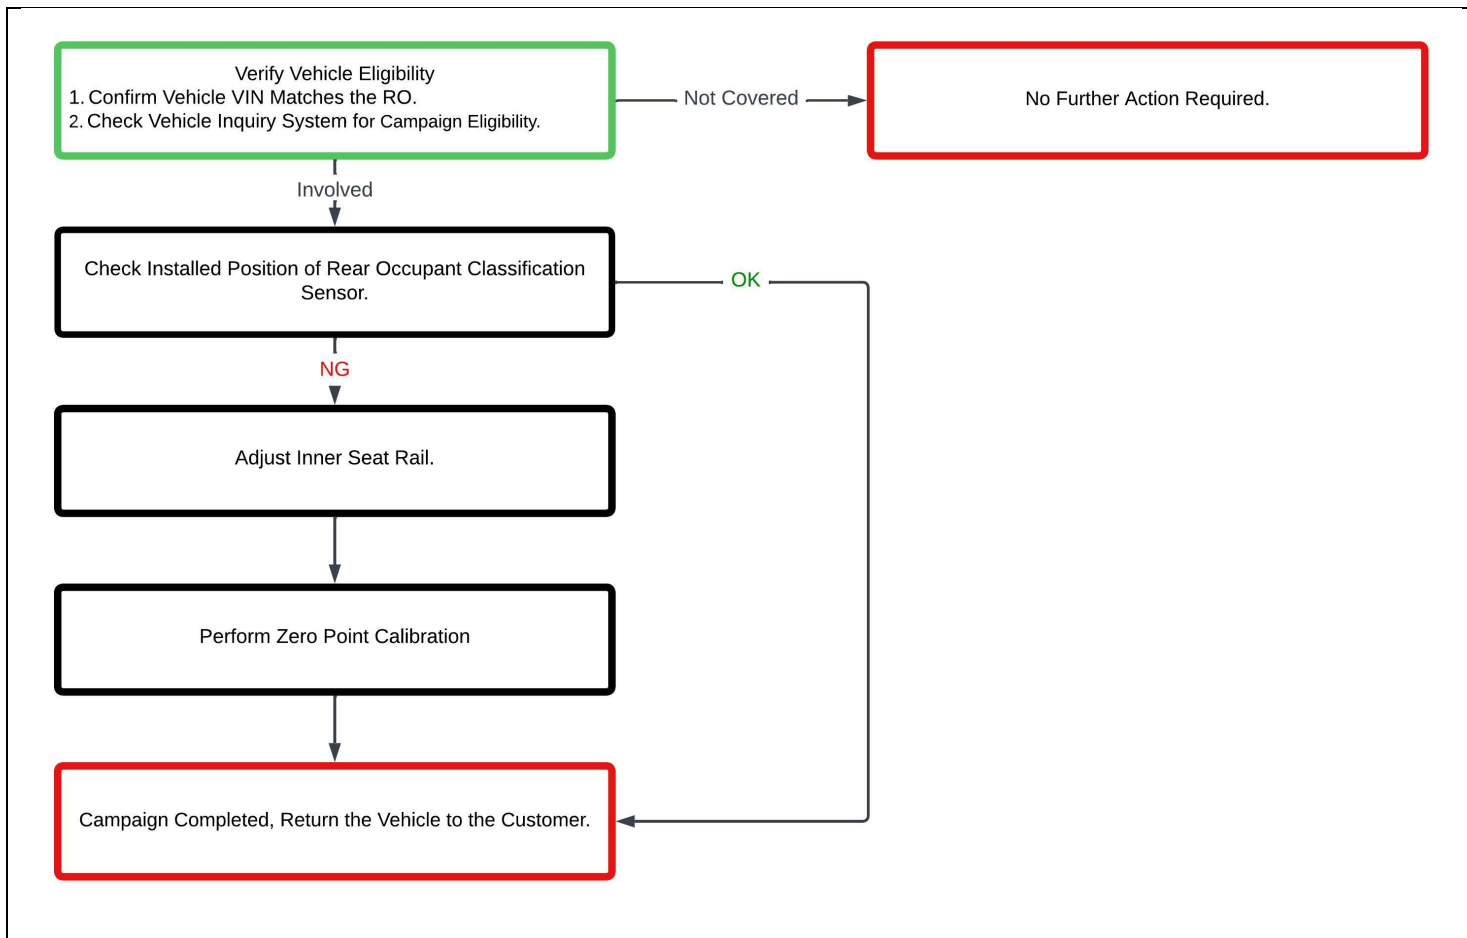 Verify Vehicle Eligibility
1. Confirm Vehicle VIN Matches the RO.
2. Check Vehicle Inquiry System for Campaign Eligibility.
Not Covered
No Further Action Required.
Involved
Check Installed Position of Rear Occupant Classification
Sensor.
OK
NG
Adjust Inner Seat Rail.
Perform Zero Point Calibration
Campaign Completed, Return the Vehicle to the Customer.